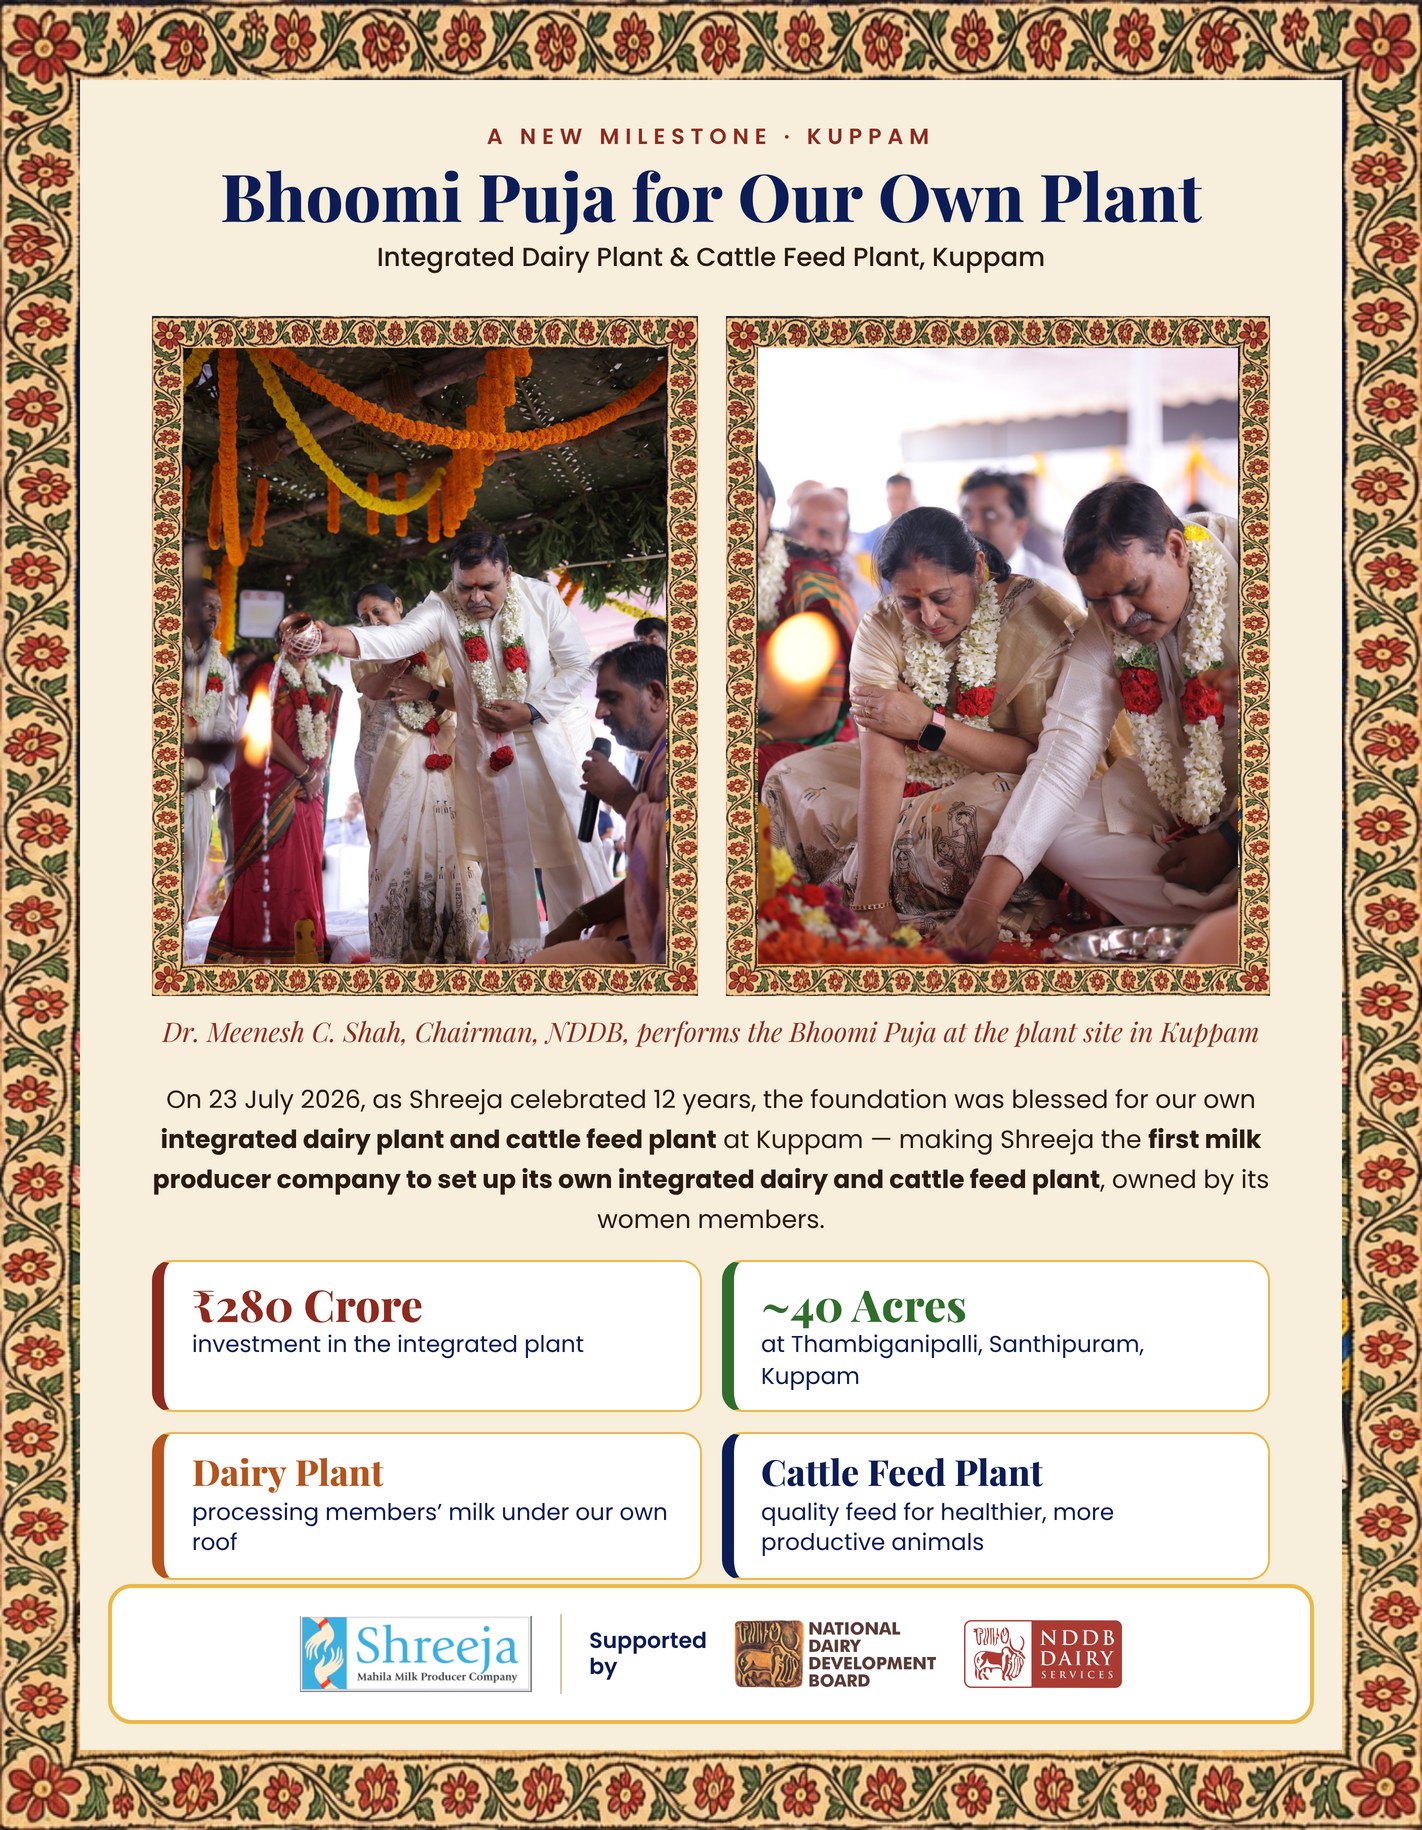 A NEW MILESTONE · KUPPAM
Bhoomi Puja for Our Own Plant
Integrated Dairy Plant & Cattle Feed Plant, Kuppam
Dr. Meenesh C. Shah, Chairman, NDDB, performs the Bhoomi Puja at the plant site in Kuppam
On 23 July 2026, as Shreeja celebrated 12 years, the foundation was blessed for our own
integrated dairy plant and cattle feed plant at Kuppam — making Shreeja the first milk
producer company to set up its own integrated dairy and cattle feed plant, owned by its
women members.
₹280 Crore
investment in the integrated plant
~40 Acres
at Thambiganipalli, Santhipuram,
Kuppam
Dairy Plant
processing members’ milk under our own
roof
Cattle Feed Plant
quality feed for healthier, more
productive animals
Shreeja
Mahila Milk Producer Company
Supported
by
NATIONAL
DAIRY
DEVELOPMENT
BOARD
NDDB
DAIRY
SERVICES